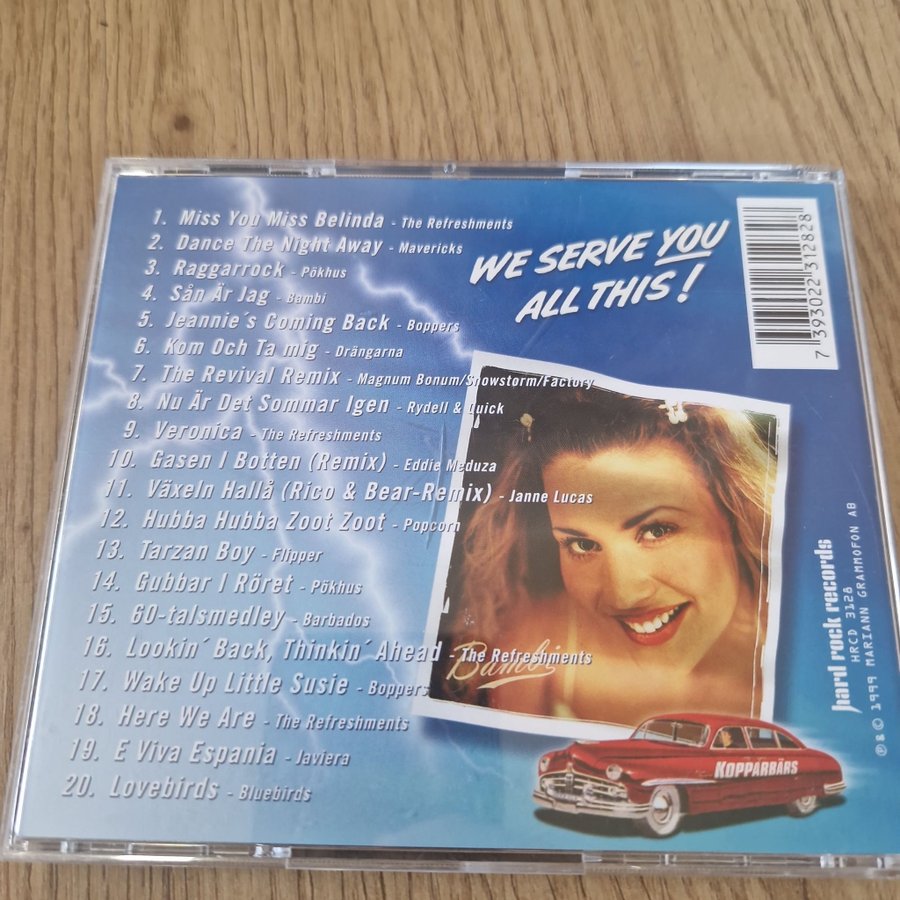 1. Miss You Miss Belinda - The Refreshments
2. Dance The Night Away - Mavericks
3. Raggarrock - Pökhus
4. Sån Är Jag - Bambi
5. Jeannie´s Coming Back - Boppers
6. Kom Och Ta mig - Drängarna
7. The Revival Remix - Magnum Bonum/Snowstorm/Factory
8. Nu Är Det Sommar Igen - Rydell & Quick
9. Veronica - The Refreshments
10. Gasen I Botten (Remix) - Eddie Meduza
11. Växeln Hallå (Rico & Bear-Remix) - Janne Lucas
12. Hubba Hubba Zoot Zoot - Popcorn
13. Tarzan Boy - Flipper
14. Gubbar I Röret - Pökhus
15. 60-talsmedley - Barbados
16. Lookin´ Back, Thinkin´ Ahead - The Refreshments
17. Wake Up Little Susie - Boppers
18. Here We Are - The Refreshments
19. E Viva Espania - Javiera
20. Lovebirds - Bluebirds
WE SERVE YOU
ALL THIS!
7 393022 312828
Bambi
KOPPARBÄRS
hard rock records
HRCD 3128
℗ & © 1999 MARIANN GRAMMOFON AB